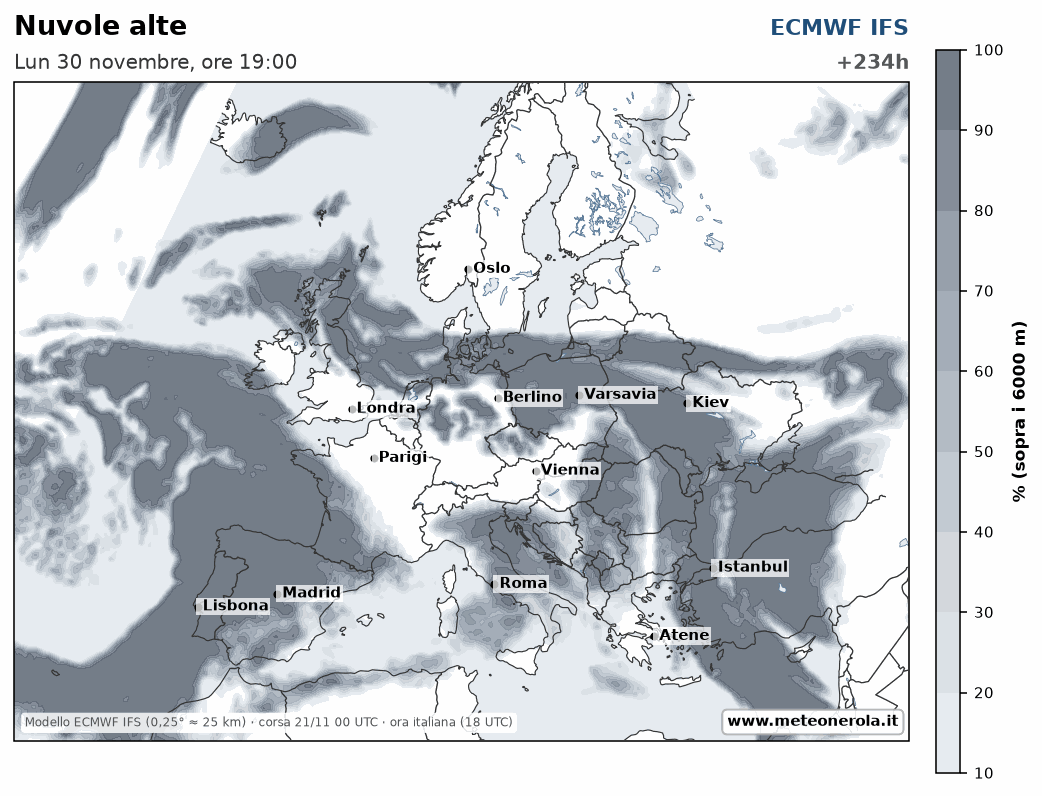 Nuvole alte
ECMWF IFS
Lun 30 novembre, ore 19:00
+234h
100
90
80
70
60
50
40
30
20
10
% (sopra i 6000 m)
Oslo
Londra
Berlino
Varsavia
Kiev
Parigi
Vienna
Istanbul
Roma
Madrid
Lisbona
Atene
Modello ECMWF IFS (0,25° ≈ 25 km) · corsa 21/11 00 UTC · ora italiana (18 UTC)
www.meteonerola.it